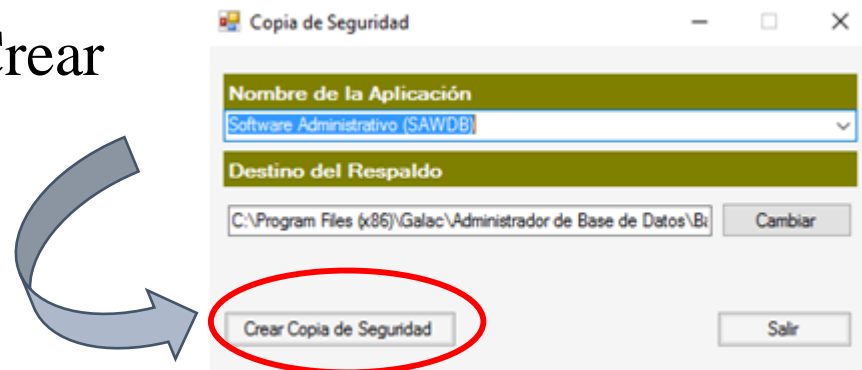 Crear
Copia de Seguridad
Nombre de la Aplicación
Software Administrativo (SAWDB)
Destino del Respaldo
C:\Program Files (x86)\Galac\Administrador de Base de Datos\Ba
Cambiar
Crear Copia de Seguridad
Salir